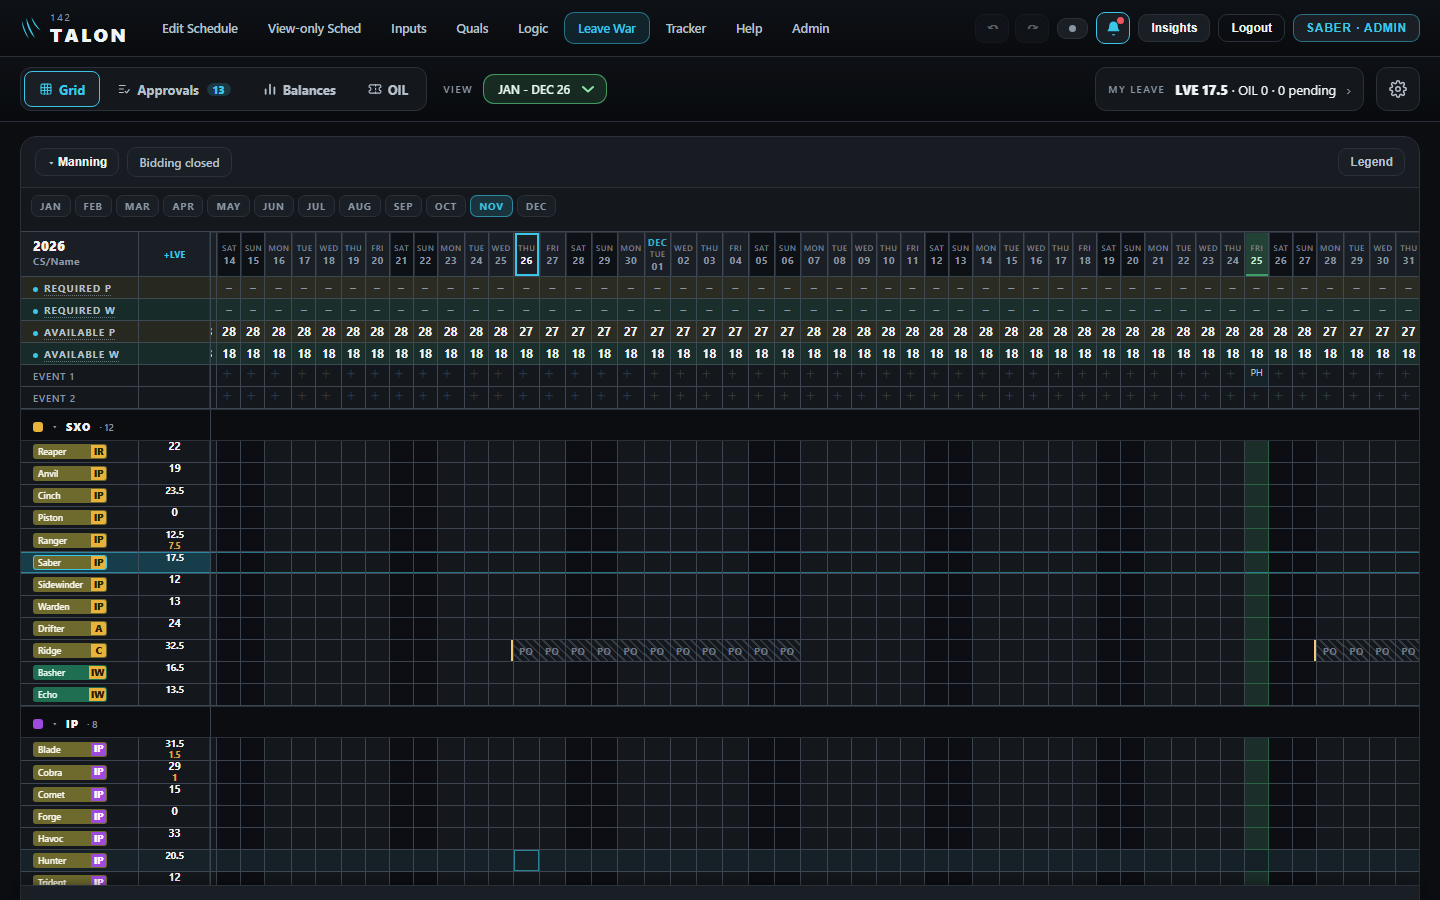 142
TALON
Edit Schedule View-only Sched Inputs Quals Logic Leave War Tracker Help Admin
Insights Logout SABER · ADMIN
Grid Approvals 13 Balances OIL VIEW JAN - DEC 26
MY LEAVE LVE 17.5 · OIL 0 · 0 pending ›
Manning Bidding closed Legend
JAN FEB MAR APR MAY JUN JUL AUG SEP OCT NOV DEC
2026 CS/Name +LVE
DEC
SAT SUN MON TUE WED THU FRI SAT SUN MON TUE WED THU FRI SAT SUN MON TUE WED THU FRI SAT SUN MON TUE WED THU FRI SAT SUN MON TUE WED THU FRI SAT SUN MON TUE WED THU FRI SAT SUN MON TUE WED THU
14 15 16 17 18 19 20 21 22 23 24 25 26 27 28 29 30 01 02 03 04 05 06 07 08 09 10 11 12 13 14 15 16 17 18 19 20 21 22 23 24 25 26 27 28 29 30 31
REQUIRED P – – – – – – – – – – – – – – – – – – – – – – – – – – – – – – – – – – – – – – – – – – – – – –
REQUIRED W – – – – – – – – – – – – – – – – – – – – – – – – – – – – – – – – – – – – – – – – – – – – – –
AVAILABLE P 28 28 28 28 28 28 28 28 28 28 28 28 27 27 27 27 27 27 27 27 27 27 27 28 28 28 28 28 28 28 28 28 28 28 28 28 28 28 28 28 28 28 28 28 27 27 27 27
AVAILABLE W 18 18 18 18 18 18 18 18 18 18 18 18 18 18 18 18 18 18 18 18 18 18 18 18 18 18 18 18 18 18 18 18 18 18 18 18 18 18 18 18 18 18 18 18 18 18 18 18
EVENT 1 PH
EVENT 2
SXO · 12
Reaper IR 22
Anvil IP 19
Cinch IP 23.5
Piston IP 0
Ranger IP 12.5
7.5
Saber IP 17.5
Sidewinder IP 12
Warden IP 13
Drifter A 24
Ridge C 32.5 PO PO PO PO PO PO PO PO PO PO PO PO PO PO PO
Basher IW 16.5
Echo IW 13.5
IP · 8
Blade IP 31.5
1.5
Cobra IP 29
1
Comet IP 15
Forge IP 0
Havoc IP 33
Hunter IP 20.5
Trident IP 12